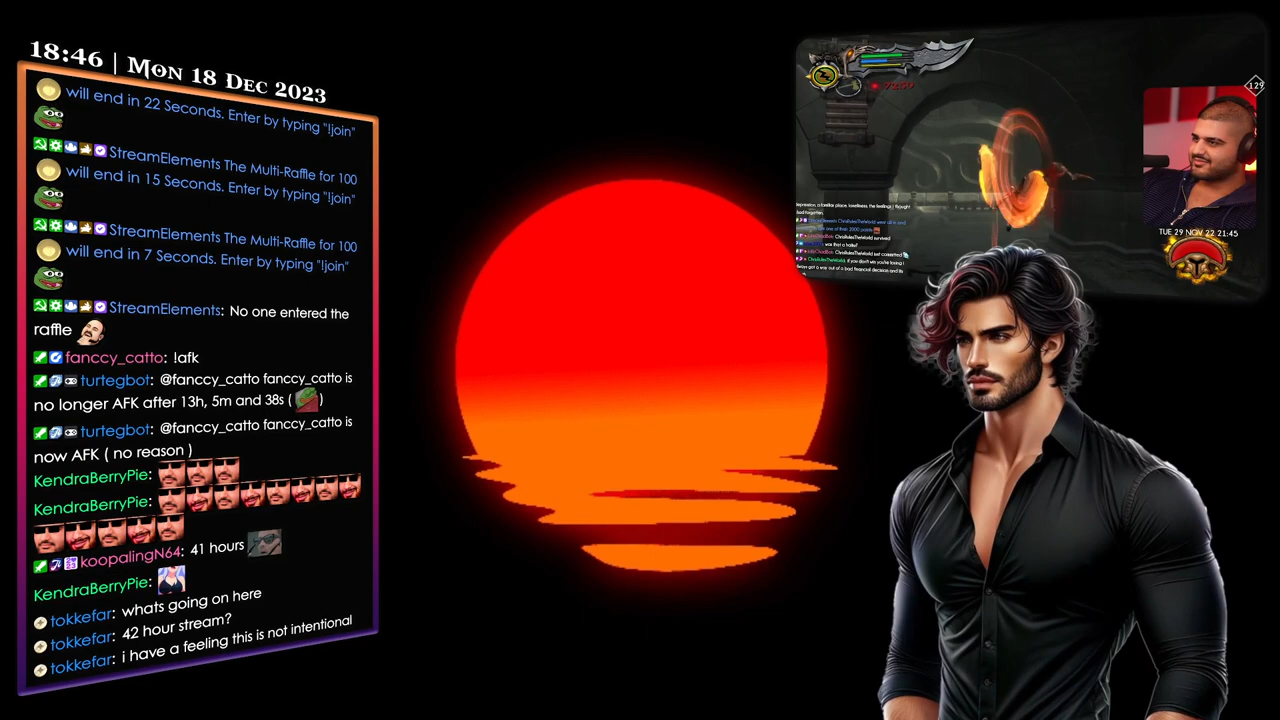 18:46 | Mon 18 Dec 2023
will end in 22 Seconds. Enter by typing "!join"
StreamElements The Multi-Raffle for 100
will end in 15 Seconds. Enter by typing "!join"
StreamElements The Multi-Raffle for 100
will end in 7 Seconds. Enter by typing "!join"
StreamElements: No one entered the
raffle
fanccy_catto: !afk
turtegbot: @fanccy_catto fanccy_catto is
no longer AFK after 13h, 5m and 38s ( )
turtegbot: @fanccy_catto fanccy_catto is
now AFK ( no reason )
KendraBerryPie:
KendraBerryPie:
koopalingN64: 41 hours
KendraBerryPie:
tokkefar: whats going on here
tokkefar: 42 hour stream?
tokkefar: i have a feeling this is not intentional
129
TUE 29 NOV 22 21:45